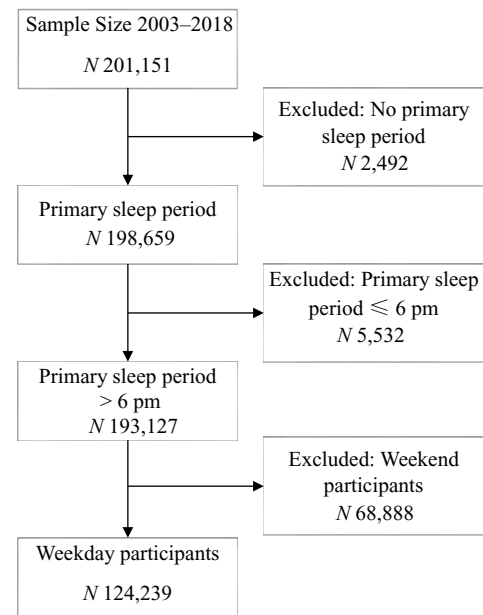 Sample Size 2003–2018
N 201,151
Excluded: No primary
sleep period
N 2,492
Primary sleep period
N 198,659
Excluded: Primary sleep
period ⩽ 6 pm
N 5,532
Primary sleep period
> 6 pm
N 193,127
Excluded: Weekend
participants
N 68,888
Weekday participants
N 124,239